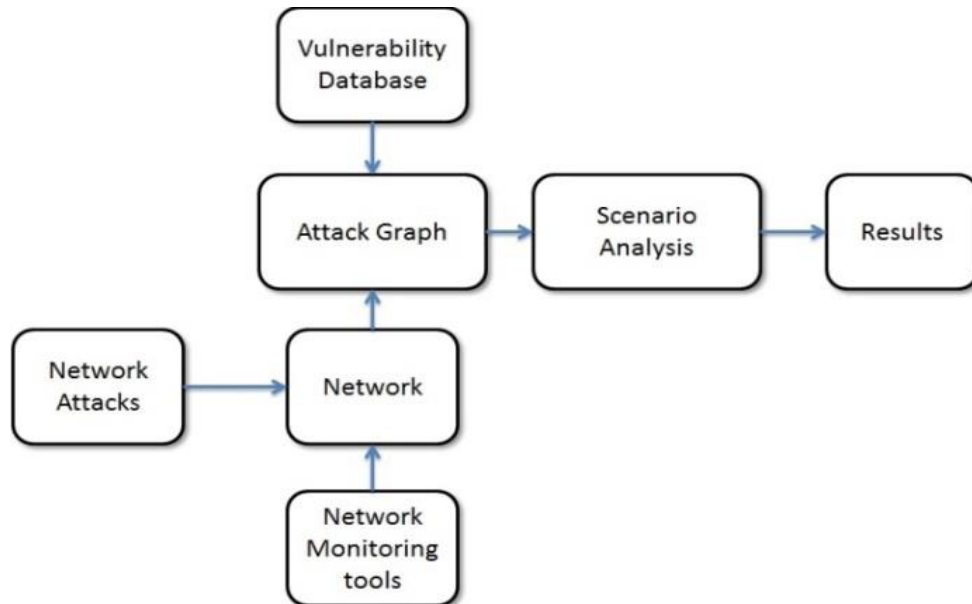 Vulnerability
Database
Attack Graph
Scenario
Analysis
Results
Network
Attacks
Network
Network
Monitoring
tools